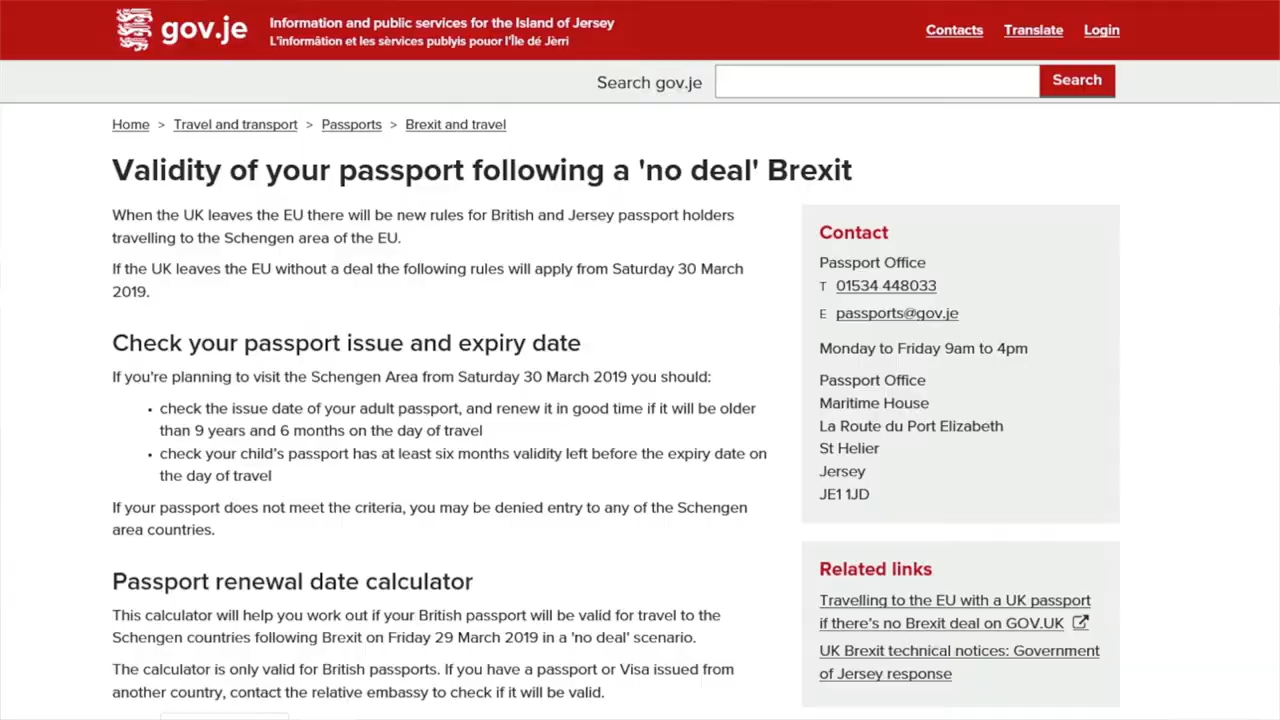 gov.je
Information and public services for the Island of Jersey
L'înformâtion et les sèrvices publyis pouor l'Île dé Jèrri
Contacts Translate Login
Search gov.je
Search
Home > Travel and transport > Passports > Brexit and travel
Validity of your passport following a 'no deal' Brexit
When the UK leaves the EU there will be new rules for British and Jersey passport holders
travelling to the Schengen area of the EU.
If the UK leaves the EU without a deal the following rules will apply from Saturday 30 March
2019.
Check your passport issue and expiry date
If you're planning to visit the Schengen Area from Saturday 30 March 2019 you should:
• check the issue date of your adult passport, and renew it in good time if it will be older
than 9 years and 6 months on the day of travel
• check your child's passport has at least six months validity left before the expiry date on
the day of travel
If your passport does not meet the criteria, you may be denied entry to any of the Schengen
area countries.
Passport renewal date calculator
This calculator will help you work out if your British passport will be valid for travel to the
Schengen countries following Brexit on Friday 29 March 2019 in a 'no deal' scenario.
The calculator is only valid for British passports. If you have a passport or Visa issued from
another country, contact the relative embassy to check if it will be valid.
Contact
Passport Office
T 01534 448033
E passports@gov.je
Monday to Friday 9am to 4pm
Passport Office
Maritime House
La Route du Port Elizabeth
St Helier
Jersey
JE1 1JD
Related links
Travelling to the EU with a UK passport
if there's no Brexit deal on GOV.UK
UK Brexit technical notices: Government
of Jersey response